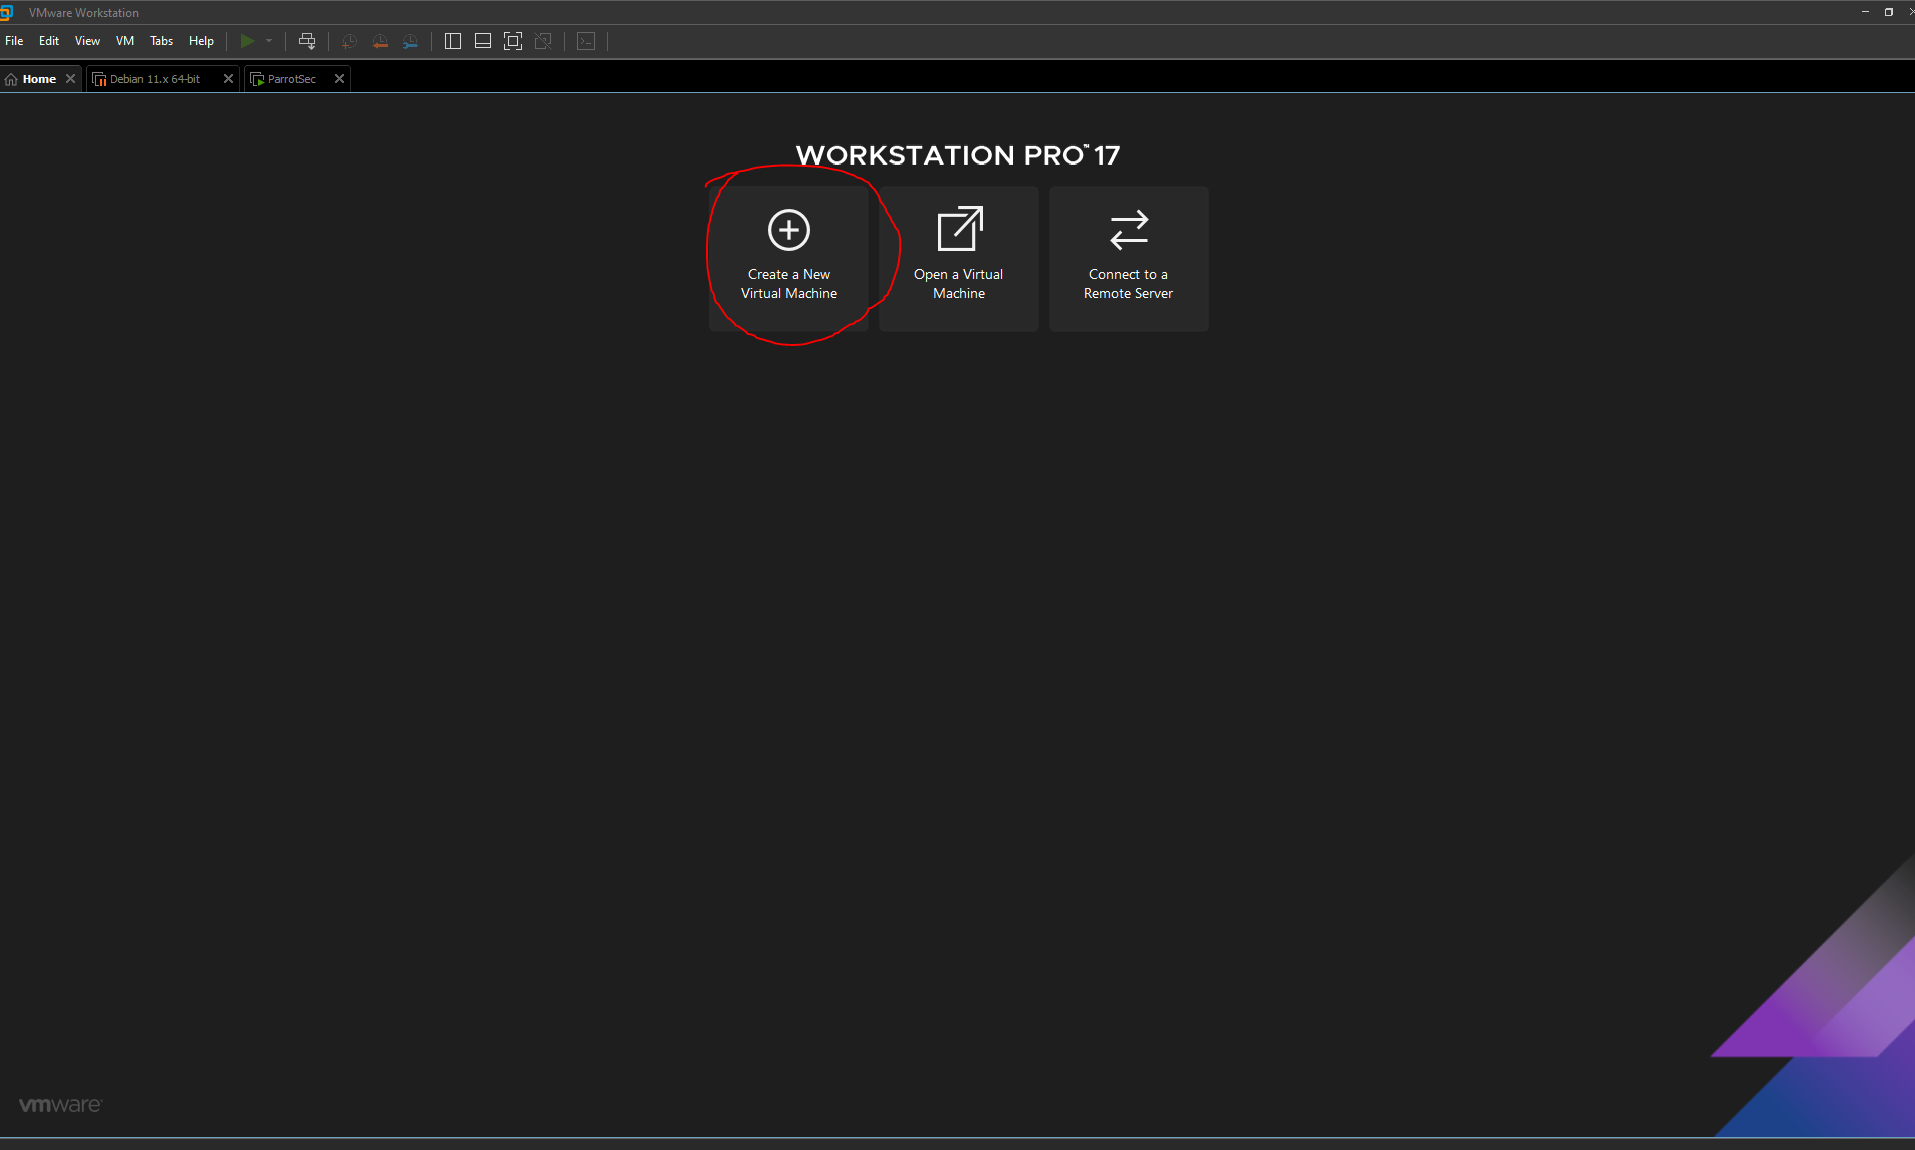 VMware Workstation
File Edit View VM Tabs Help
Home Debian 11.x 64-bit ParrotSec
WORKSTATION PRO™ 17
Create a New
Virtual Machine
Open a Virtual
Machine
Connect to a
Remote Server
vmware®